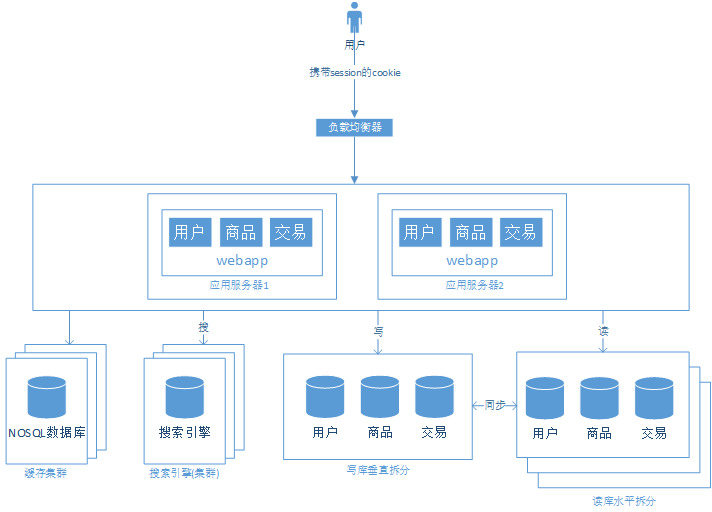 用户
携带session的cookie
负载均衡器
用户 商品 交易
webapp
应用服务器1
用户 商品 交易
webapp
应用服务器2
搜
写
读
NOSQL数据库
缓存集群
搜索引擎
搜索引擎(集群)
用户 商品 交易
写库垂直拆分
同步
用户 商品 交易
读库水平拆分